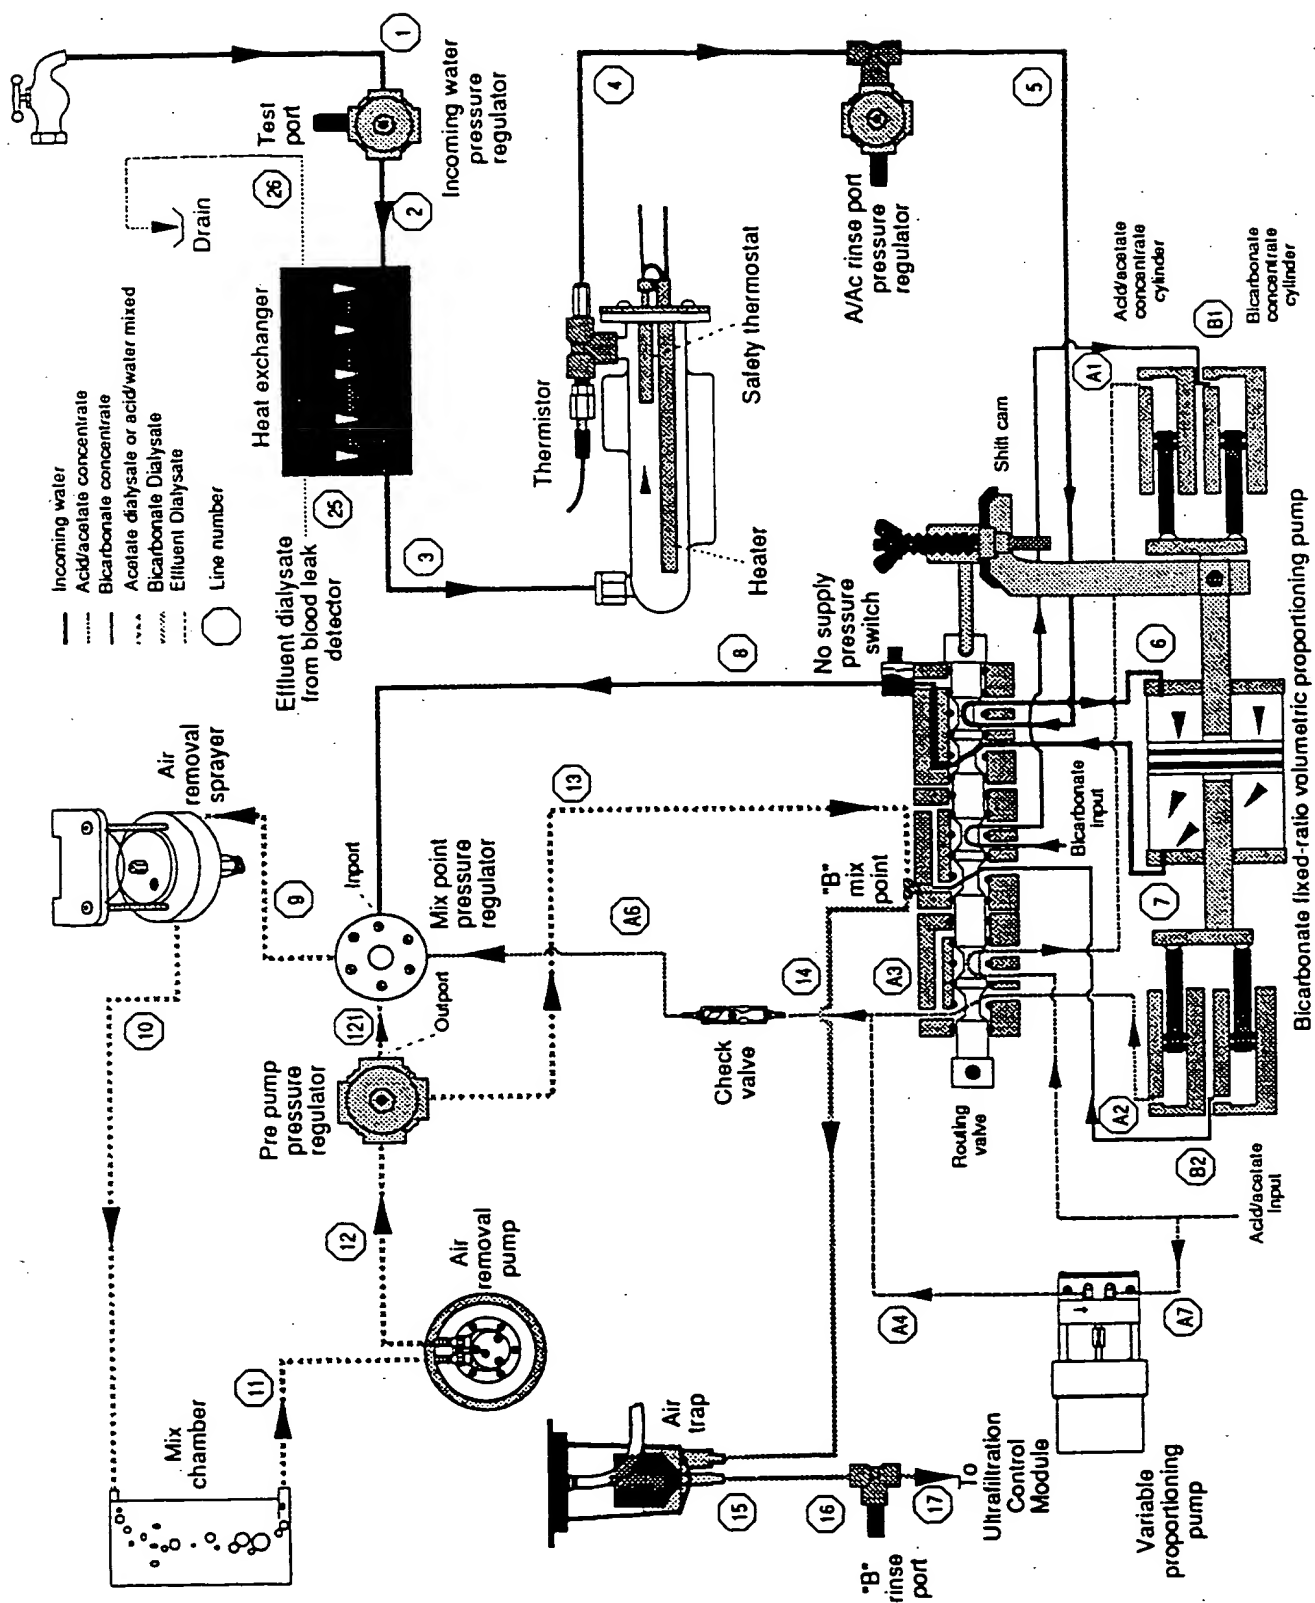 Incoming water
Acid/acetate concentrate
Bicarbonate concentrate
Acetate dialysate or acid/water mixed
Bicarbonate Dialysate
Effluent Dialysate
Line number
1
Test
port
Incoming water
pressure
regulator
26
Drain
2
Heat exchanger
25
Effluent dialysate
from blood leak
detector
3
4
Thermistor
Safety thermostat
Heater
A/Ac rinse port
pressure
regulator
5
Air
removal
sprayer
9
Inport
Mix point
pressure
regulator
8
13
10
121
Outport
Pre pump
pressure
regulator
12
Air
removal
pump
11
Mix
chamber
A6
Check
valve
14
A3
"B"
mix
point
No supply
pressure
switch
Shift cam
Acid/acetate
concentrate
cylinder
A1
B1
Bicarbonate
concentrate
cylinder
6
Bicarbonate
input
7
Routing
valve
A2
B2
Acid/acetate
input
Bicarbonate fixed-ratio volumetric proportioning pump
A4
A7
Variable
proportioning
pump
Air
trap
15
16
17
To
Ultrafiltration
Control
Module
"B"
rinse
port